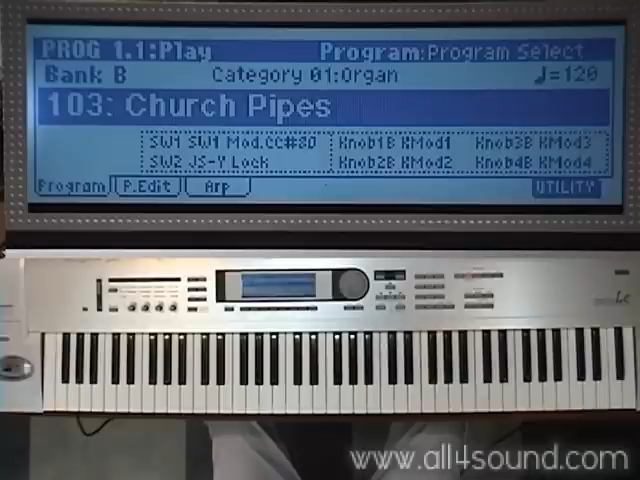 PROG 1.1:Play Program:Program Select
Bank B Category 01:Organ ♩=120
103: Church Pipes
SW1 SW1 Mod.CC#80 Knob1B KMod1 Knob3B KMod3
SW2 JS-Y Lock Knob2B KMod2 Knob4B KMod4
Program P.Edit Arp UTILITY
Le
www.all4sound.com